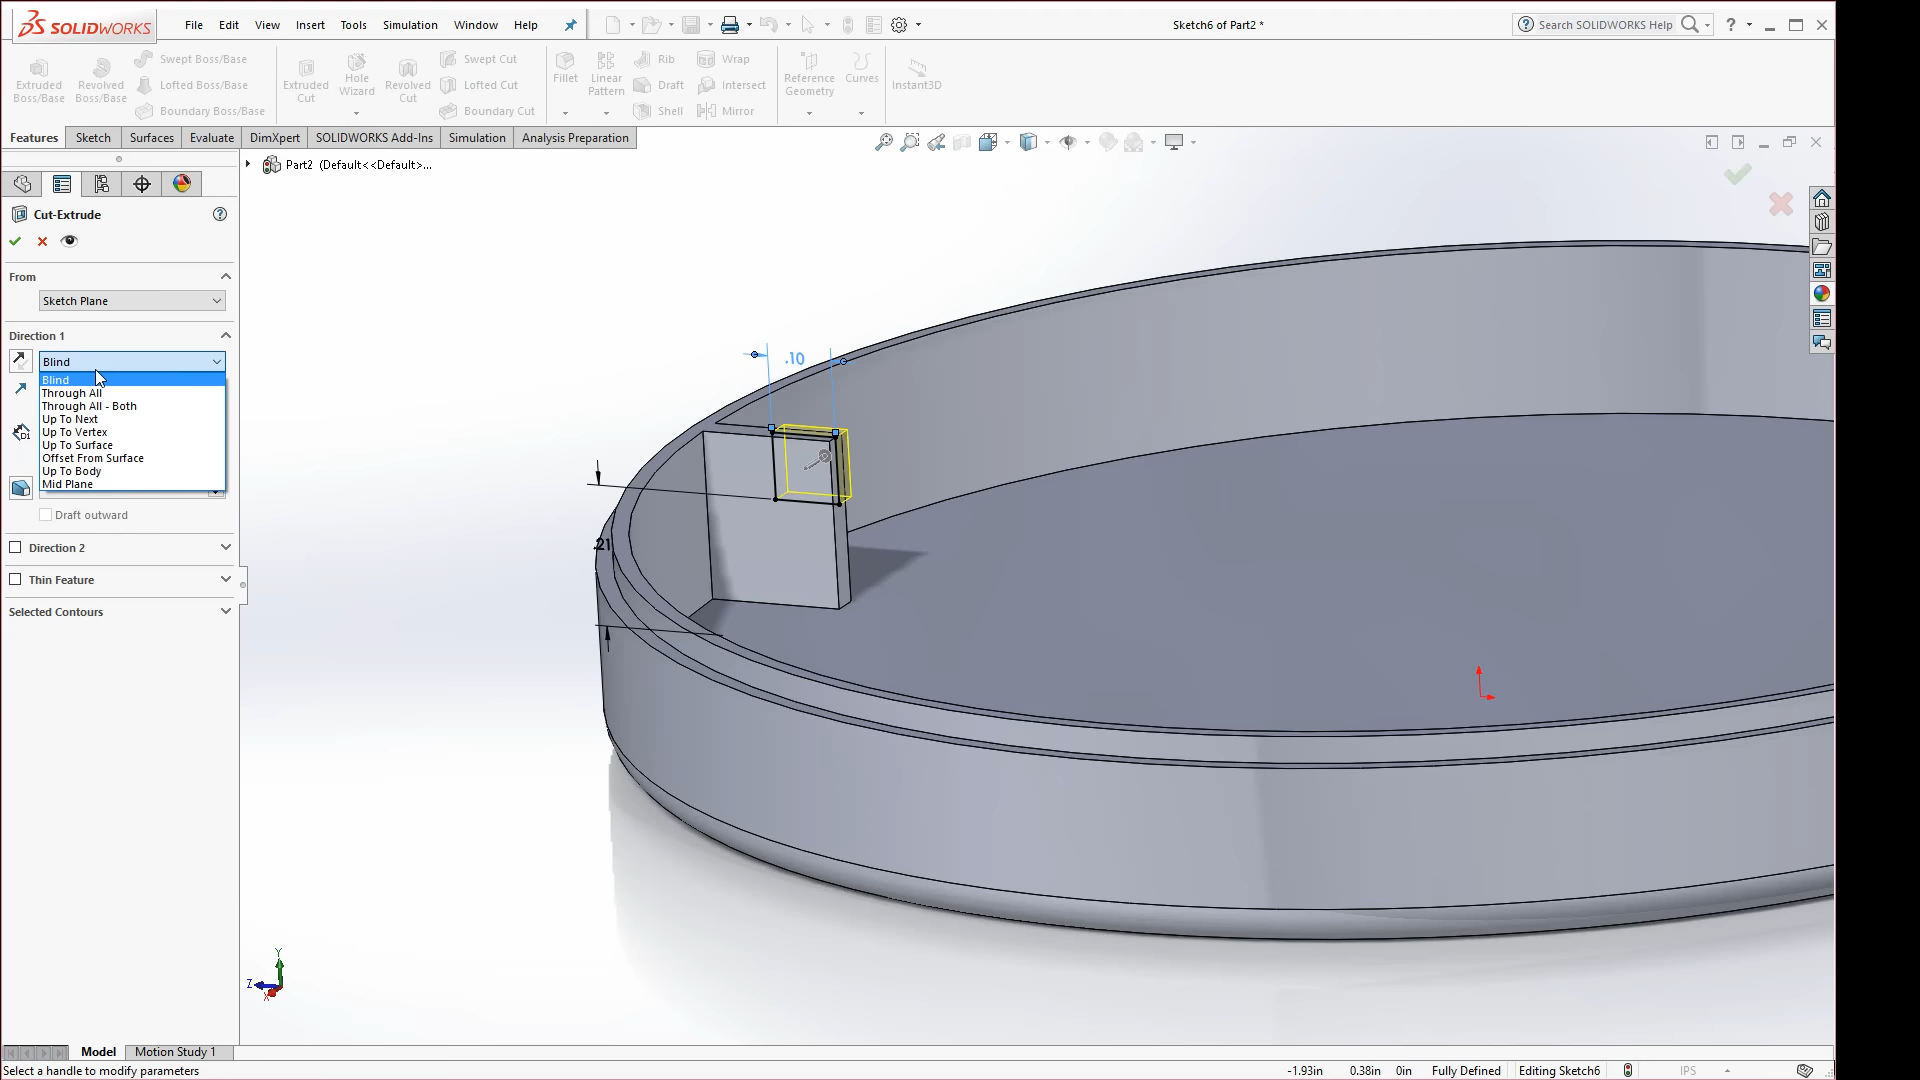 SOLIDWORKS
File Edit View Insert Tools Simulation Window Help
Sketch6 of Part2 *
Search SOLIDWORKS Help
Extruded Boss/Base
Revolved Boss/Base
Swept Boss/Base
Lofted Boss/Base
Boundary Boss/Base
Extruded Cut
Hole Wizard
Revolved Cut
Swept Cut
Lofted Cut
Boundary Cut
Fillet
Linear Pattern
Rib
Draft
Shell
Wrap
Intersect
Mirror
Reference Geometry
Curves
Instant3D
Features Sketch Surfaces Evaluate DimXpert SOLIDWORKS Add-Ins Simulation Analysis Preparation
Part2 (Default<<Default>...
Cut-Extrude
From
Sketch Plane
Direction 1
Blind
Blind
Through All
Through All - Both
Up To Next
Up To Vertex
Up To Surface
Offset From Surface
Up To Body
Mid Plane
D1
Draft outward
Direction 2
Thin Feature
Selected Contours
.10
.21
Y
Z
X
Model Motion Study 1
Select a handle to modify parameters
-1.93in 0.38in 0in Fully Defined Editing Sketch6 IPS